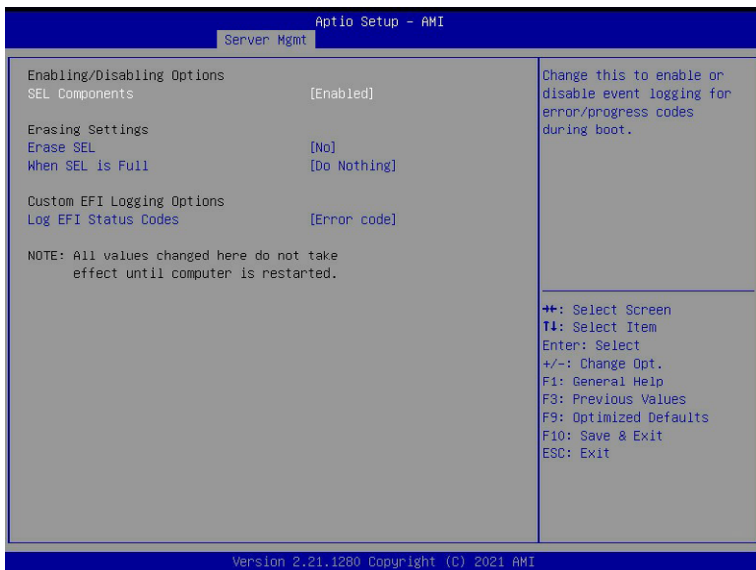 Aptio Setup - AMI
Server Mgmt
Enabling/Disabling Options
SEL Components [Enabled]
Erasing Settings
Erase SEL [No]
When SEL is Full [Do Nothing]
Custom EFI Logging Options
Log EFI Status Codes [Error code]
NOTE: All values changed here do not take
effect until computer is restarted.
Change this to enable or
disable event logging for
error/progress codes
during boot.
→←: Select Screen
↑↓: Select Item
Enter: Select
+/-: Change Opt.
F1: General Help
F3: Previous Values
F9: Optimized Defaults
F10: Save & Exit
ESC: Exit
Version 2.21.1280 Copyright (C) 2021 AMI